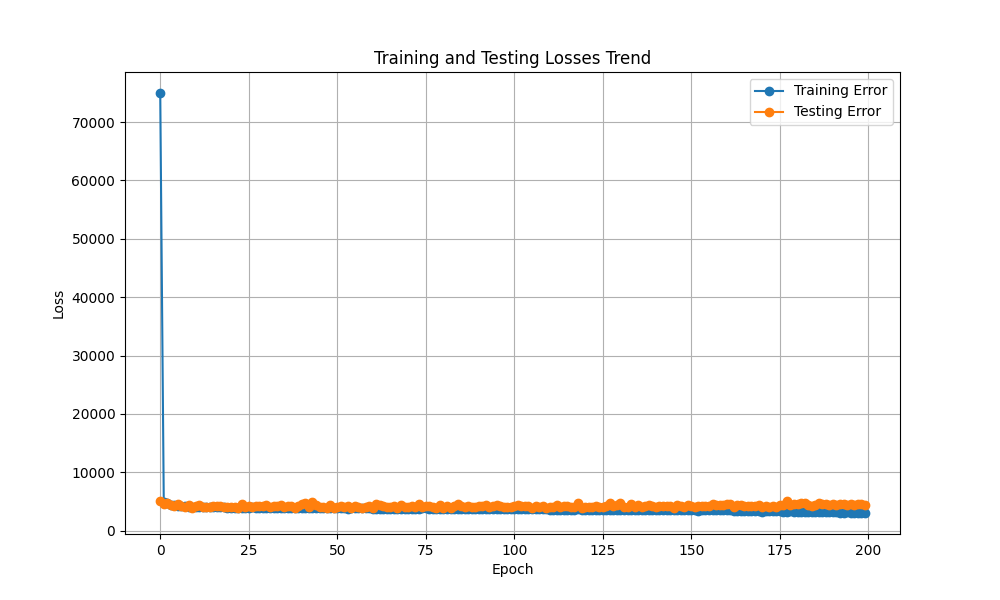 Training and Testing Losses Trend
Training Error
Testing Error
70000
60000
50000
40000
30000
20000
10000
0
Loss
0 25 50 75 100 125 150 175 200
Epoch